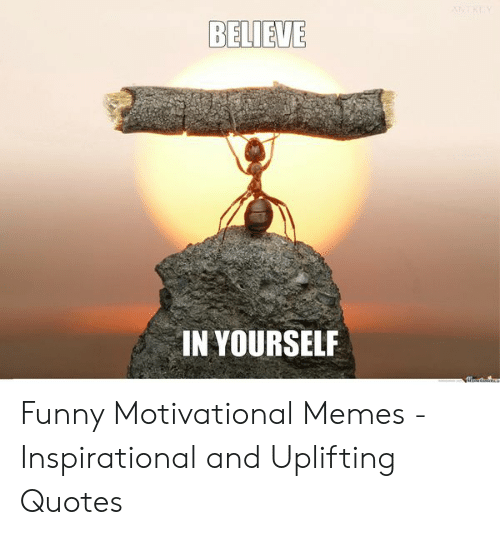 BELIEVE
IN YOURSELF
Funny Motivational Memes -
Inspirational and Uplifting
Quotes